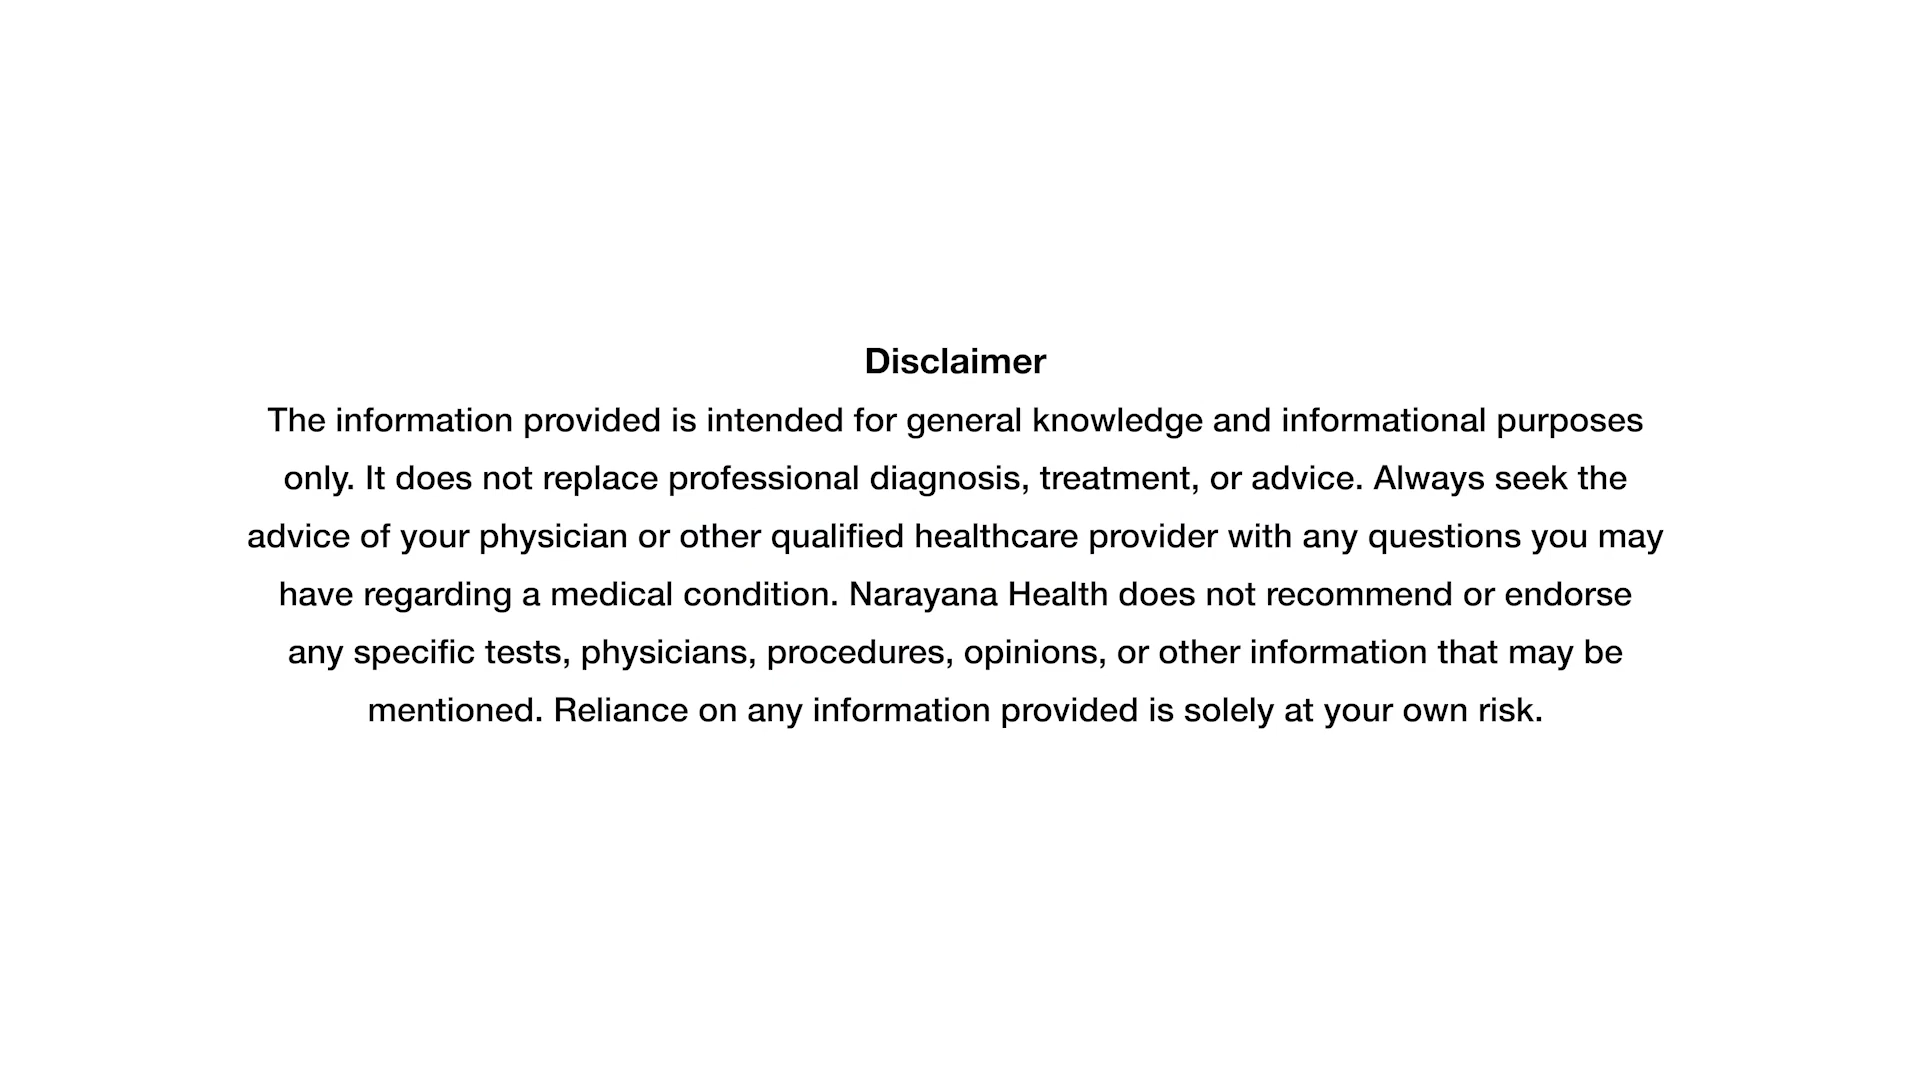 Disclaimer
The information provided is intended for general knowledge and informational purposes
only. It does not replace professional diagnosis, treatment, or advice. Always seek the
advice of your physician or other qualified healthcare provider with any questions you may
have regarding a medical condition. Narayana Health does not recommend or endorse
any specific tests, physicians, procedures, opinions, or other information that may be
mentioned. Reliance on any information provided is solely at your own risk.